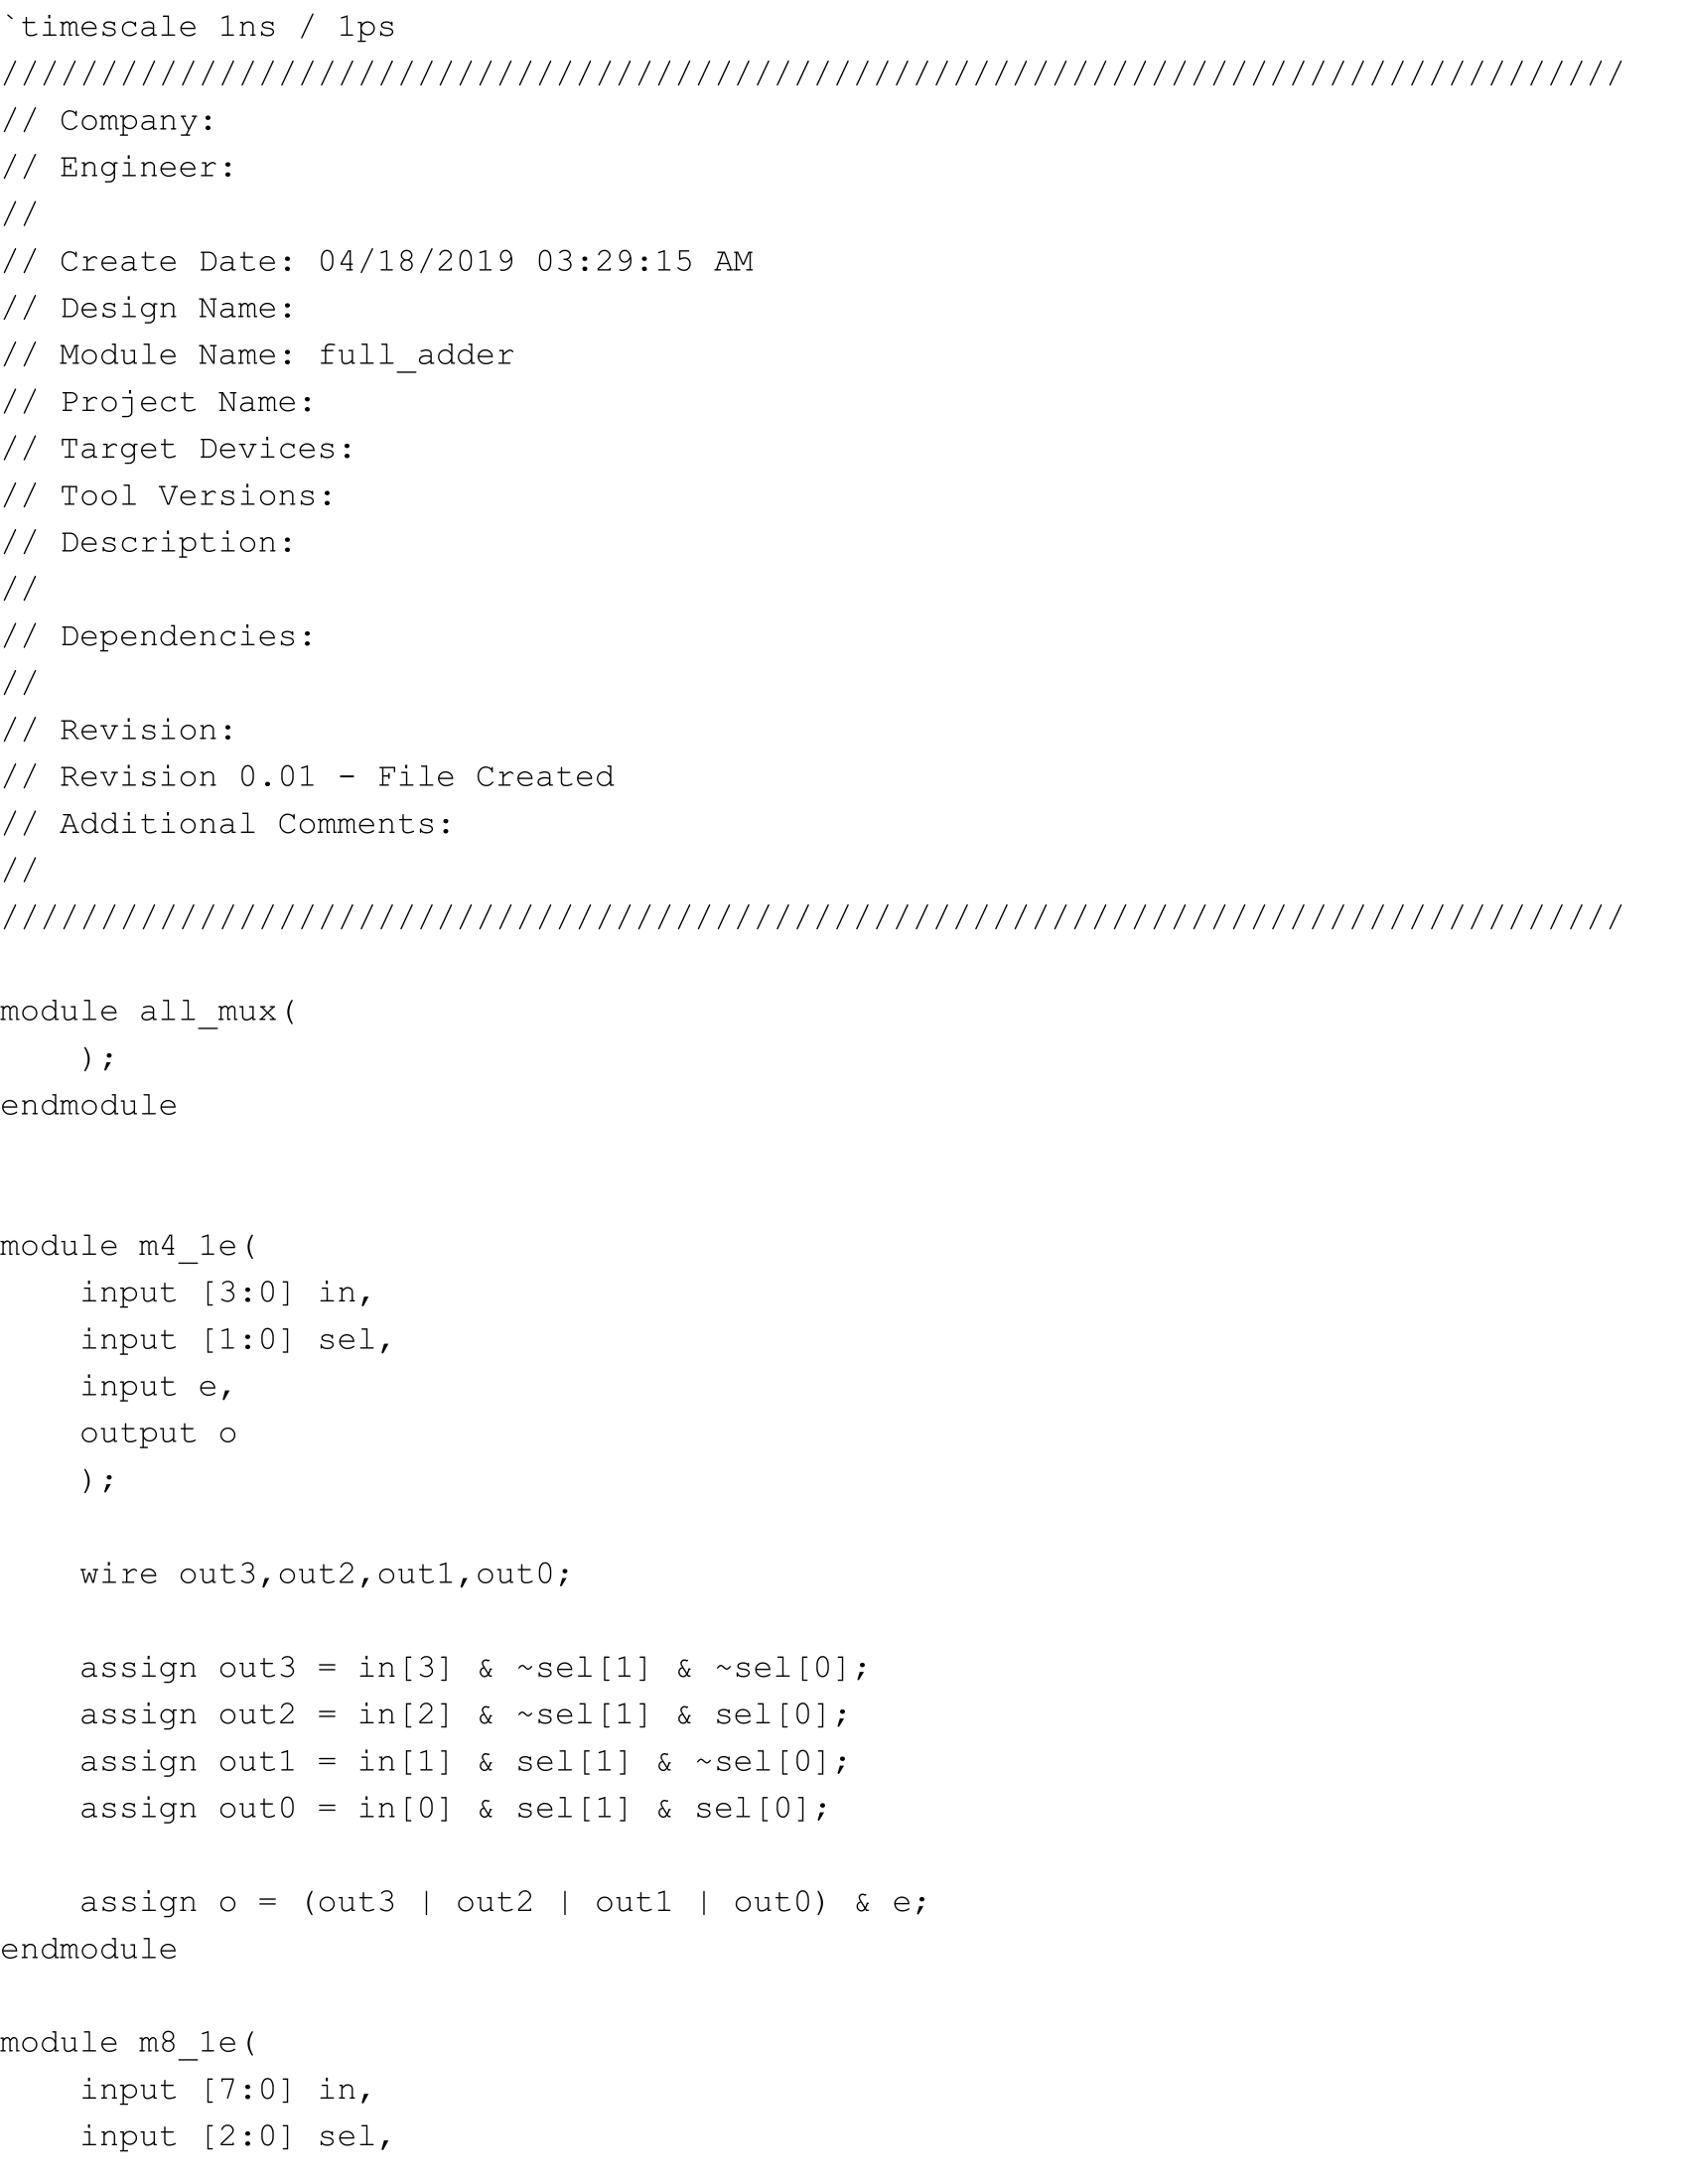 `timescale 1ns / 1ps
//////////////////////////////////////////////////////////////////////////////////
// Company:
// Engineer:
//
// Create Date: 04/18/2019 03:29:15 AM
// Design Name:
// Module Name: full_adder
// Project Name:
// Target Devices:
// Tool Versions:
// Description:
//
// Dependencies:
//
// Revision:
// Revision 0.01 - File Created
// Additional Comments:
//
//////////////////////////////////////////////////////////////////////////////////

module all_mux(
    );
endmodule


module m4_1e(
    input [3:0] in,
    input [1:0] sel,
    input e,
    output o
    );

    wire out3,out2,out1,out0;

    assign out3 = in[3] & ~sel[1] & ~sel[0];
    assign out2 = in[2] & ~sel[1] & sel[0];
    assign out1 = in[1] & sel[1] & ~sel[0];
    assign out0 = in[0] & sel[1] & sel[0];

    assign o = (out3 | out2 | out1 | out0) & e;
endmodule

module m8_1e(
    input [7:0] in,
    input [2:0] sel,